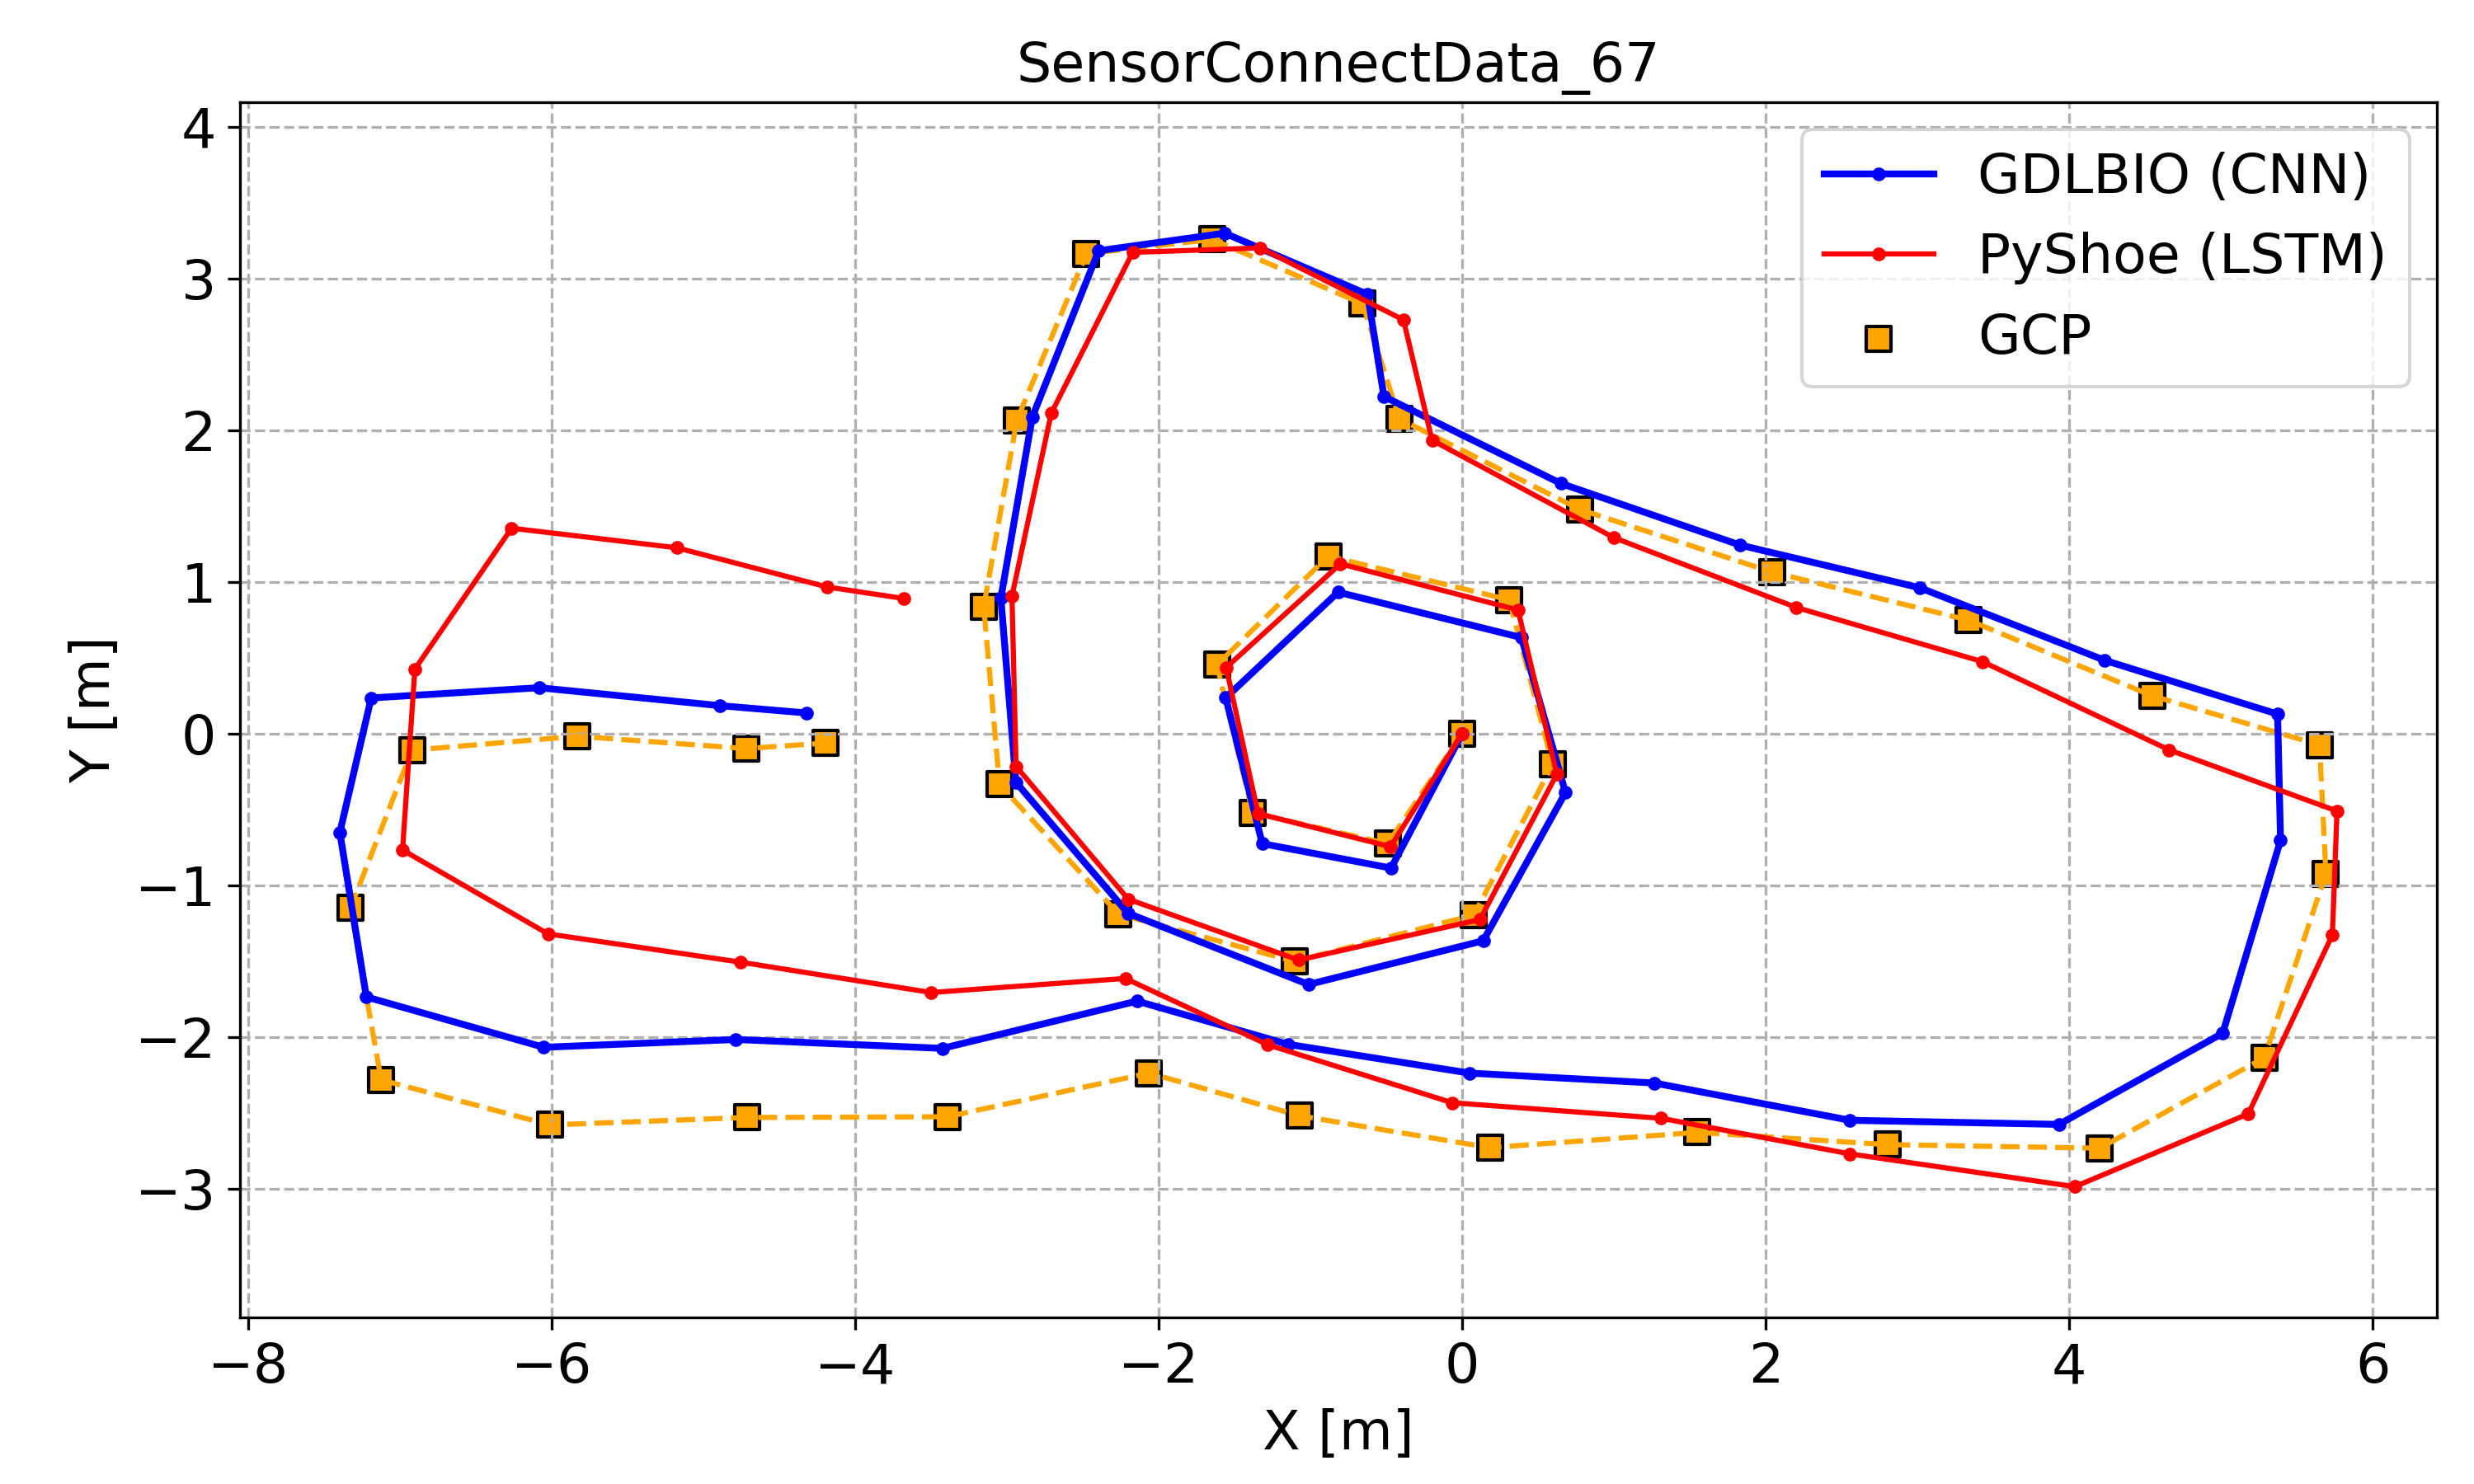 SensorConnectData_67
GDLBIO (CNN)
PyShoe (LSTM)
GCP
Y [m]
4
3
2
1
0
−1
−2
−3
−8 −6 −4 −2 0 2 4 6
X [m]